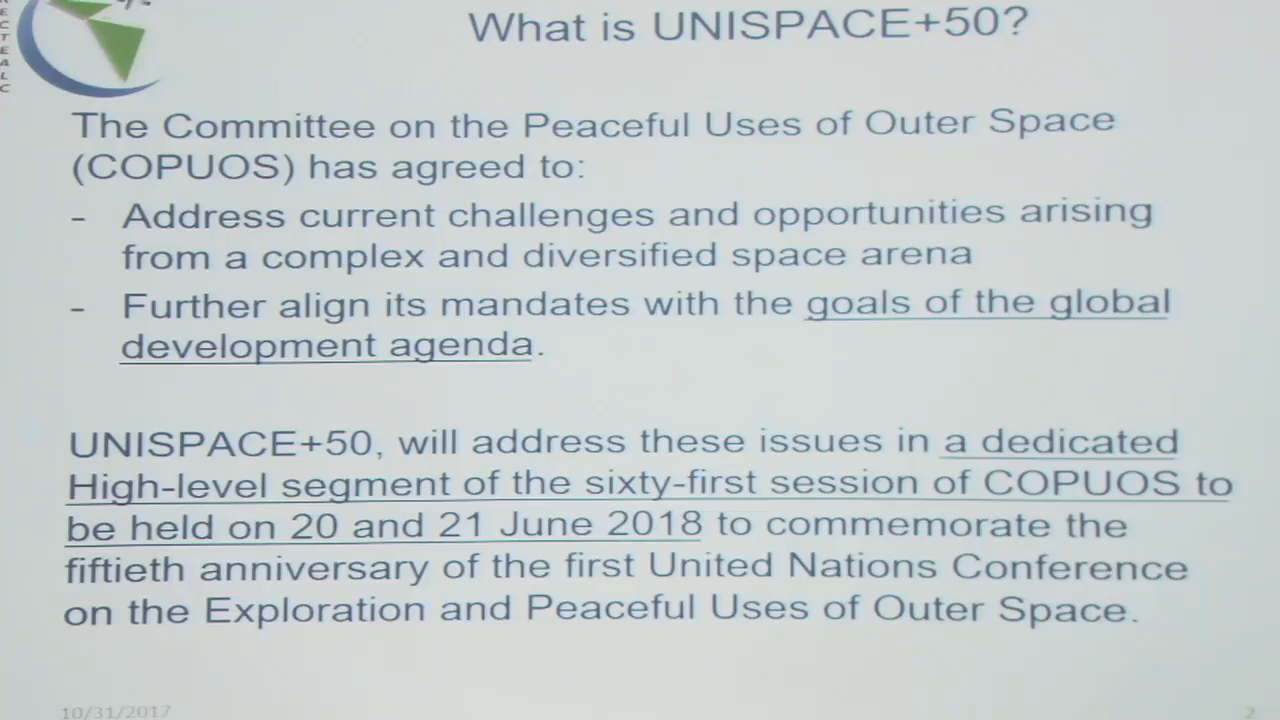 What is UNISPACE+50?
The Committee on the Peaceful Uses of Outer Space
(COPUOS) has agreed to:
- Address current challenges and opportunities arising
from a complex and diversified space arena
- Further align its mandates with the goals of the global
development agenda.
UNISPACE+50, will address these issues in a dedicated
High-level segment of the sixty-first session of COPUOS to
be held on 20 and 21 June 2018 to commemorate the
fiftieth anniversary of the first United Nations Conference
on the Exploration and Peaceful Uses of Outer Space.
10/31/2017
2